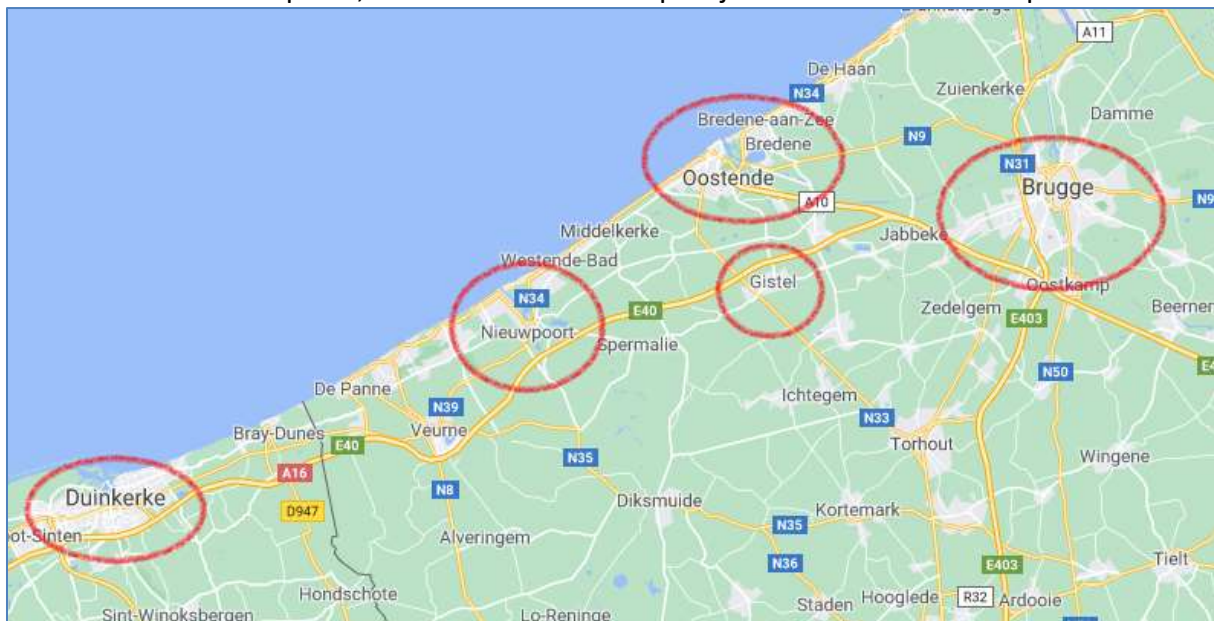 A11
De Haan
Zuienkerke
N34
Damme
Bredene-aan-Zee
Bredene
N9
N31
Oostende
Brugge
A10
N9
Middelkerke
Jabbeke
Westende-Bad
Gistel
Oostkamp
N34
E40
Zedelgem
E403
Beernem
Nieuwpoort
Spermalie
N50
De Panne
Ichtegem
N39
N33
Bray-Dunes
E40
Veurne
Torhout
A16
N35
Wingene
Duinkerke
N8
D947
Diksmuide
Kortemark
N35
Alveringem
N36
E403
Tielt
Hondschote
Staden
Hooglede
R32
Ardooie
Sint-Winoksbergen
Lo-Reninge